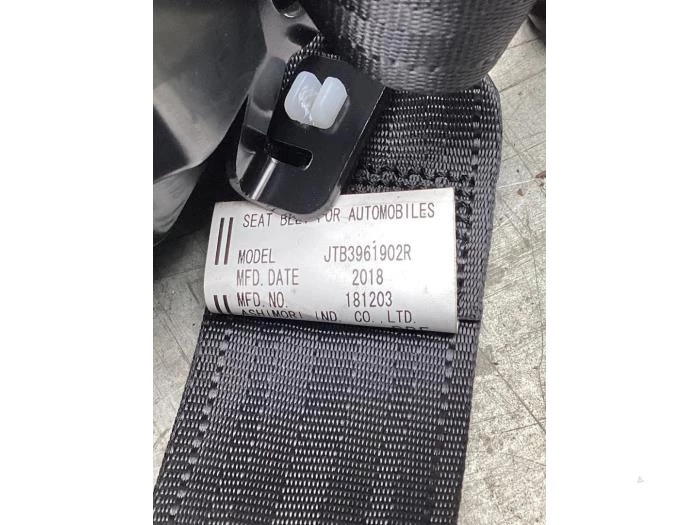 SEAT BELT FOR AUTOMOBILES
MODEL JTB3961902R
MFD. DATE 2018
MFD. NO. 181203
ASHIMORI IND. CO., LTD.